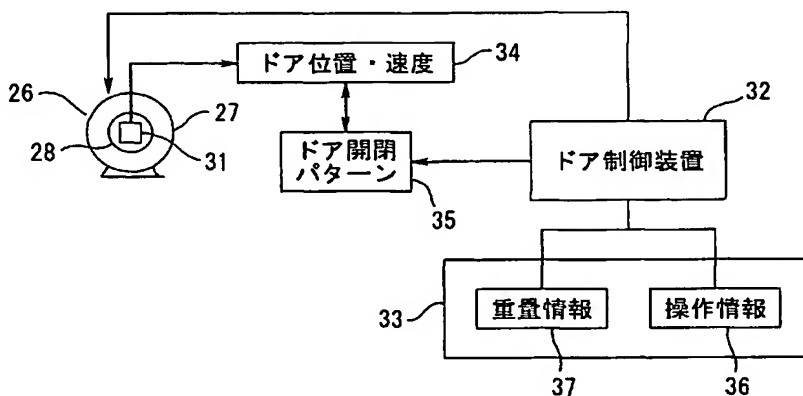 ドア位置・速度
34
26
27
28
31
ドア開閉
パターン
35
32
ドア制御装置
33
重量情報
操作情報
37
36